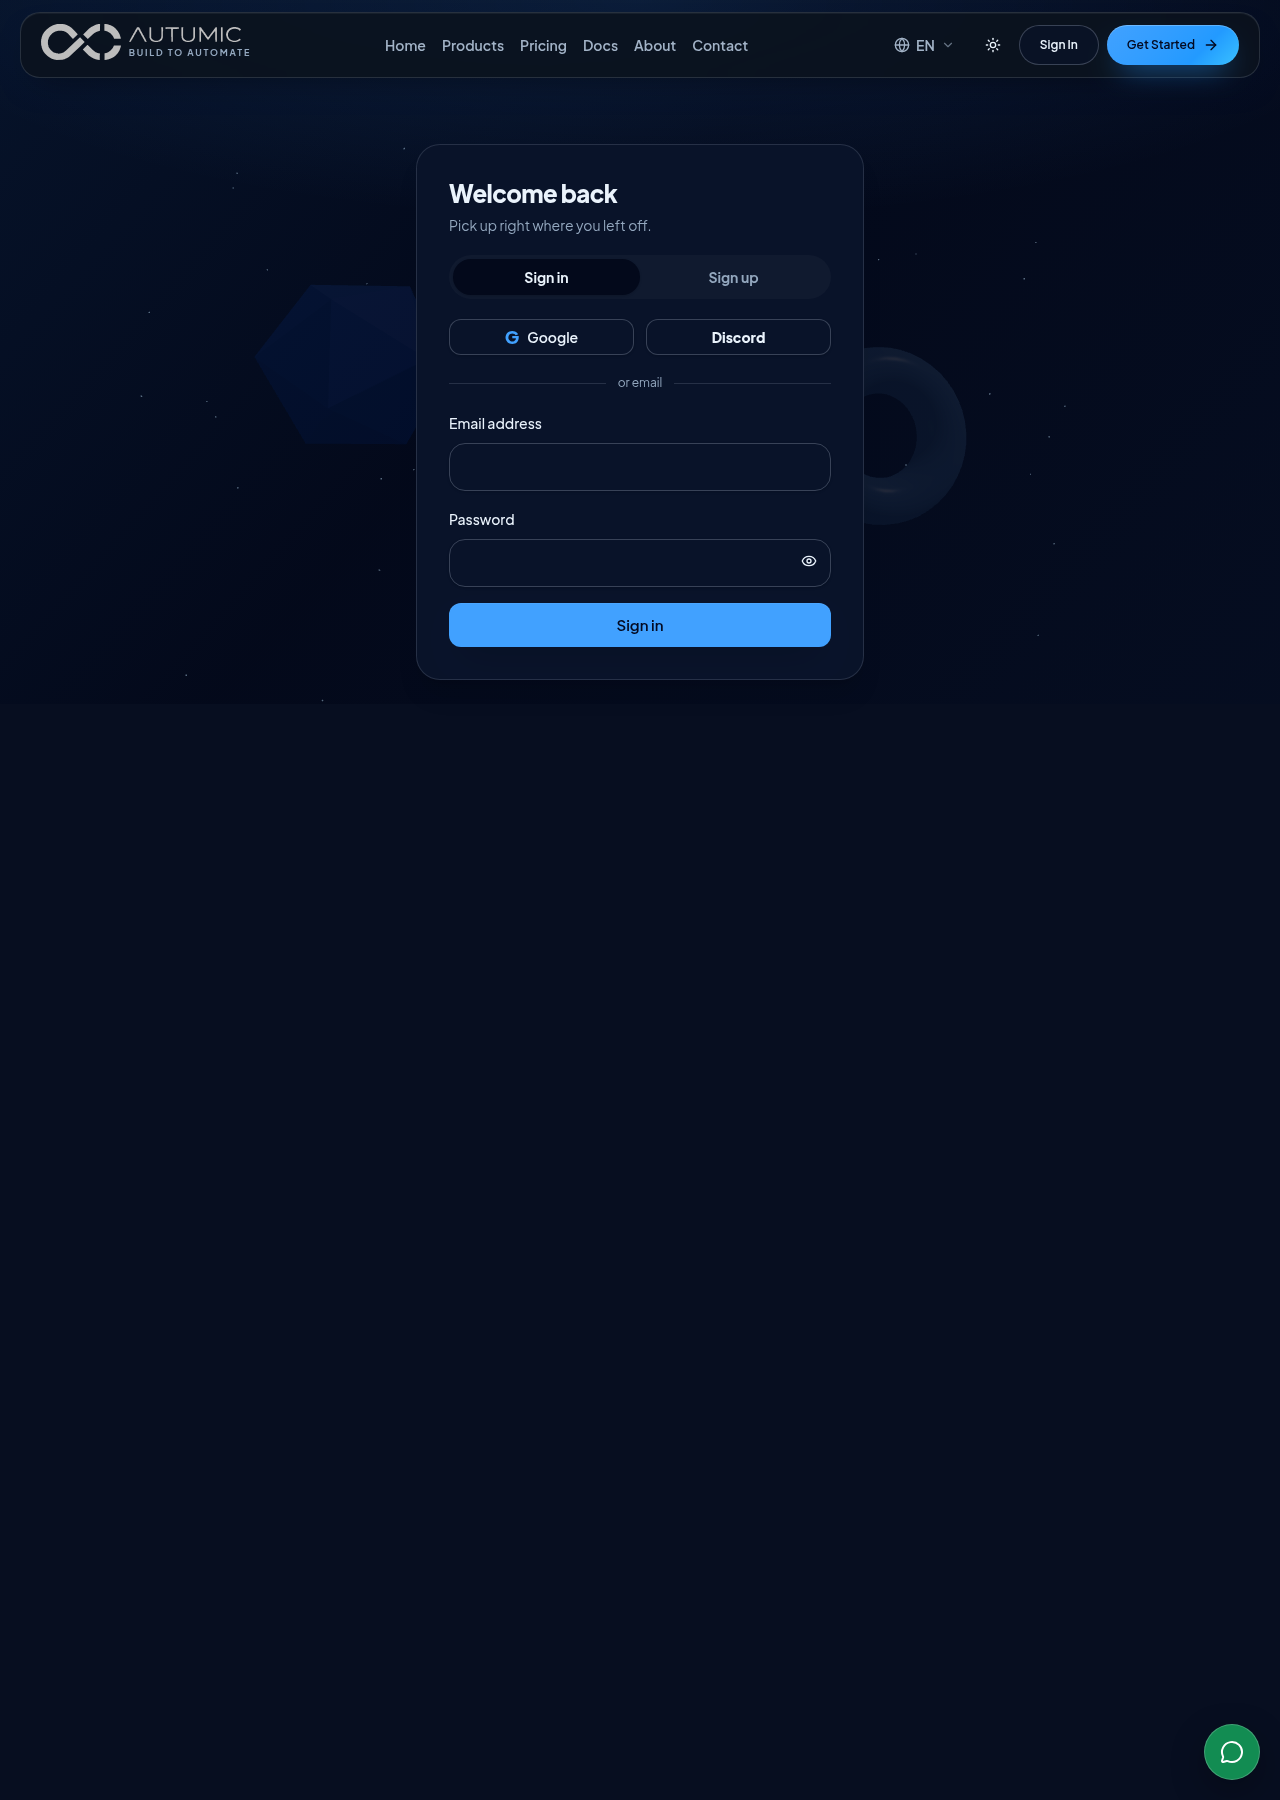 AUTUMIC
BUILD TO AUTOMATE
Home Products Pricing Docs About Contact
EN
Sign In
Get Started
Welcome back
Pick up right where you left off.
Sign in Sign up
G Google Discord
or email
Email address
Password
Sign in